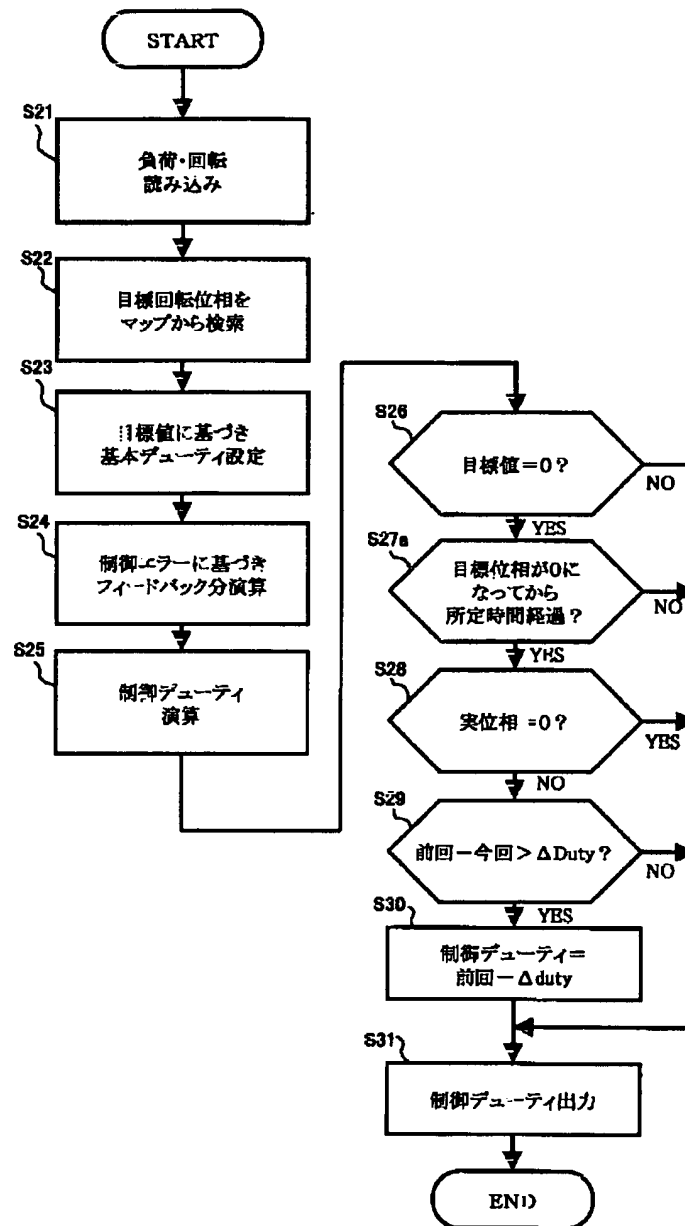 START
S21
負荷・回転
読み込み
S22
目標回転位相を
マップから検索
S23
目標値に基づき
基本デューティ設定
S24
制御エラーに基づき
フィードバック分演算
S25
制御デューティ
演算
S26
目標値=0?
NO
YES
S27a
目標位相が0に
なってから
所定時間経過?
NO
YES
S28
実位相 =0?
YES
NO
S29
前回-今回>ΔDuty?
NO
YES
S30
制御デューティ=
前回-Δduty
S31
制御デューティ出力
END